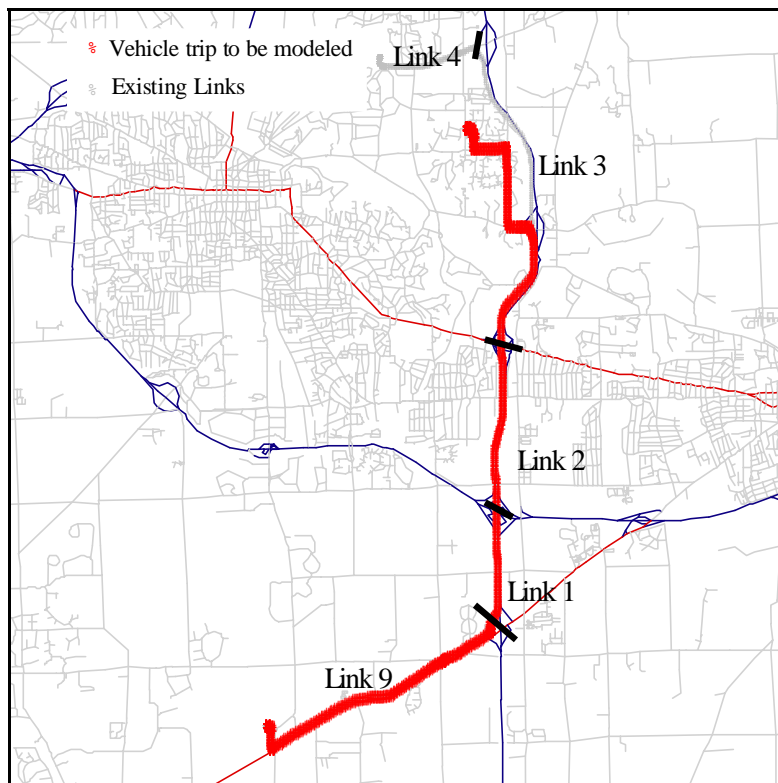 Vehicle trip to be modeled
Existing Links
Link 4
Link 3
Link 2
Link 1
Link 9